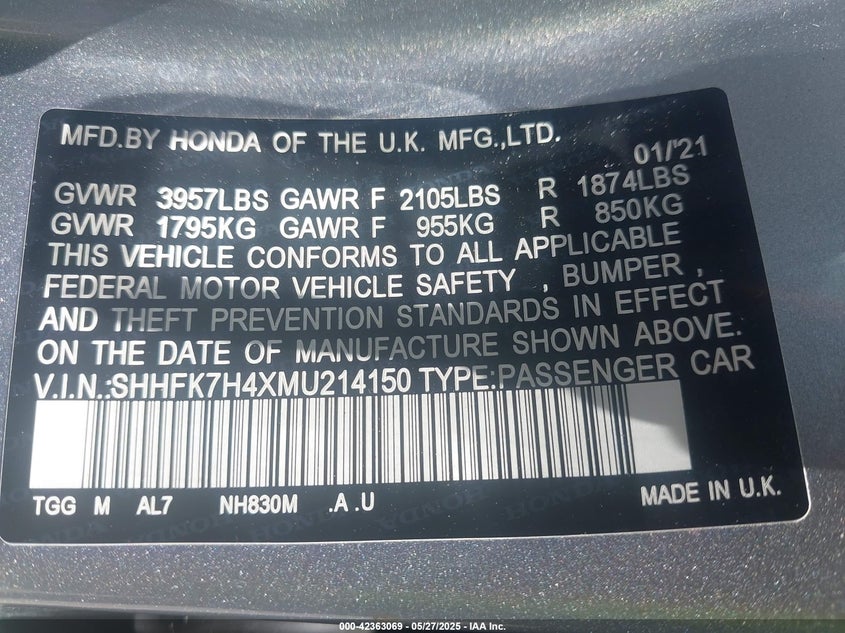 MFD.BY HONDA OF THE U.K. MFG.,LTD.
01/'21
GVWR 3957LBS GAWR F 2105LBS R 1874LBS
GVWR 1795KG GAWR F 955KG R 850KG
THIS VEHICLE CONFORMS TO ALL APPLICABLE
FEDERAL MOTOR VEHICLE SAFETY , BUMPER ,
AND THEFT PREVENTION STANDARDS IN EFFECT
ON THE DATE OF MANUFACTURE SHOWN ABOVE.
V.I.N.:SHHFK7H4XMU214150 TYPE:PASSENGER CAR
TGG M AL7 NH830M .A .U MADE IN U.K.
000-42363069 - 05/27/2025 - IAA Inc.